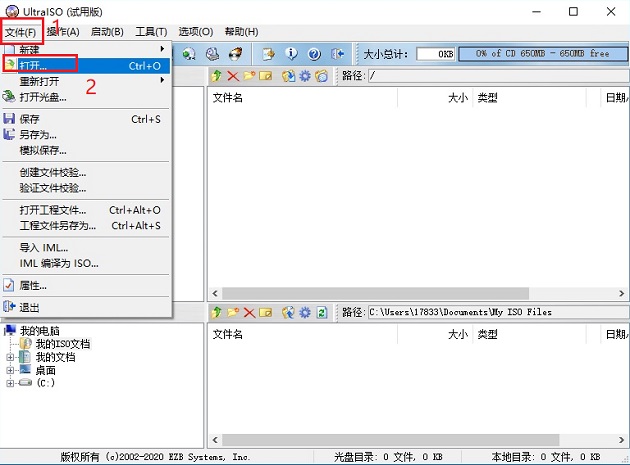 UltraISO (试用版)
文件(F) 操作(A) 启动(B) 工具(T) 选项(O) 帮助(H)
1
新建
大小总计: 0KB 0% of CD 650MB - 650MB free
打开... Ctrl+O
2
重新打开
路径: /
打开光盘...
文件名 大小 类型 日期/
保存 Ctrl+S
另存为...
模拟保存...
创建文件校验...
验证文件校验...
打开工程文件... Ctrl+Alt+O
工程文件另存为... Ctrl+Alt+S
导入 IML...
IML 编译为 ISO...
属性...
退出
路径: C:\Users\17833\Documents\My ISO Files
我的电脑
文件名 大小 类型 日期/
我的ISO文档
我的文档
桌面
(C:)
版权所有 (c)2002-2020 EZB Systems, Inc. 光盘目录: 0 文件, 0 KB 本地目录: 0 文件, 0 KB